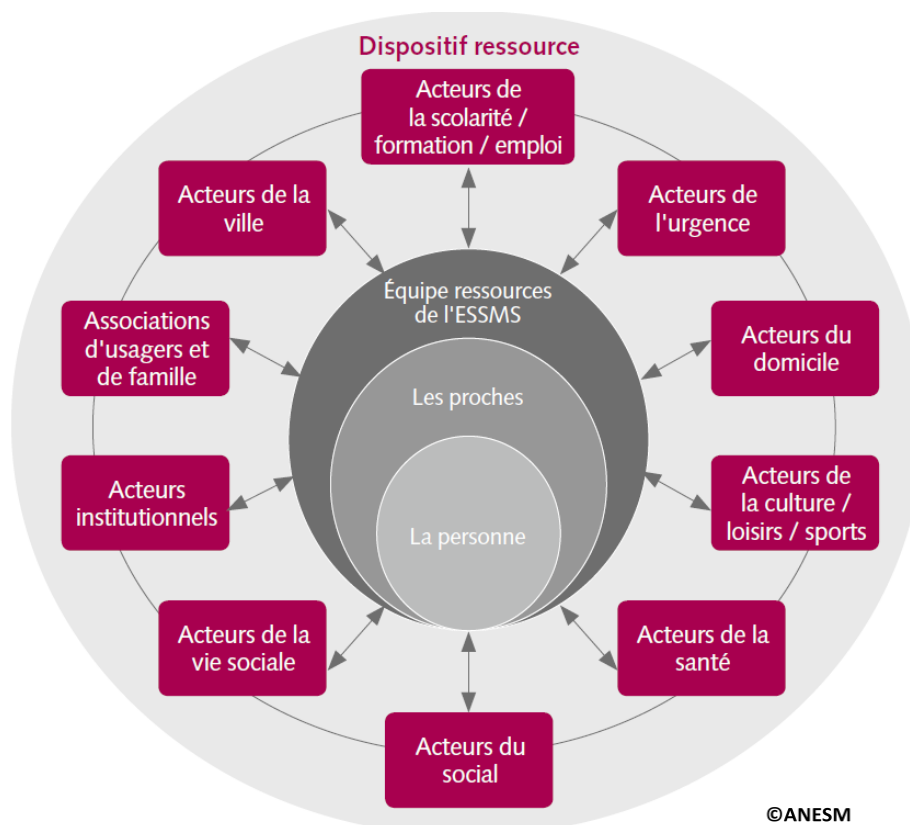 Dispositif ressource
Acteurs de
la scolarité /
formation / emploi
Acteurs de la
ville
Acteurs de
l'urgence
Équipe ressources
de l'ESSMS
Associations
d'usagers et
de famille
Acteurs du
domicile
Les proches
Acteurs
institutionnels
Acteurs de
la culture /
loisirs / sports
La personne
Acteurs de la
vie sociale
Acteurs de la
santé
Acteurs du
social
©ANESM